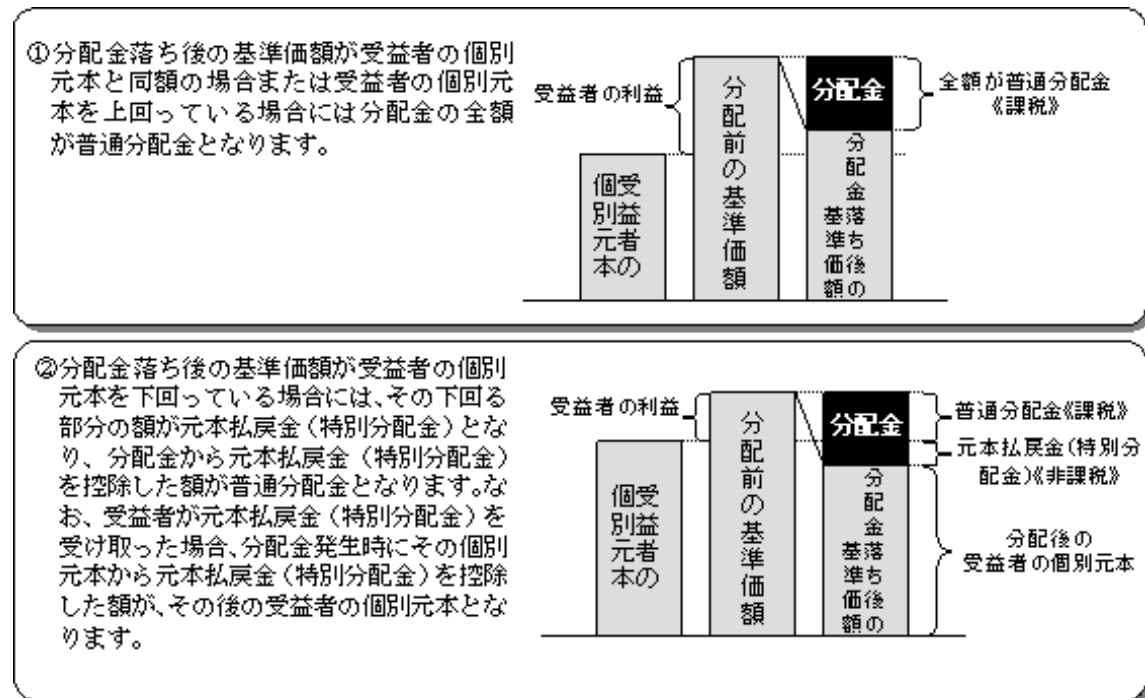 ①分配金落ち後の基準価額が受益者の個別
元本と同額の場合または受益者の個別元
本を上回っている場合には分配金の全額
が普通分配金となります。
受益者の利益
受益者の
個別元本
分配前の基準価額
分配金
分配金落ち後の
基準価額
全額が普通分配金
《課税》
②分配金落ち後の基準価額が受益者の個別
元本を下回っている場合には、その下回る
部分の額が元本払戻金（特別分配金）とな
り、分配金から元本払戻金（特別分配金）
を控除した額が普通分配金となります。な
お、受益者が元本払戻金（特別分配金）を
受け取った場合、分配金発生時にその個別
元本から元本払戻金（特別分配金）を控除
した額が、その後の受益者の個別元本とな
ります。
受益者の利益
受益者の
個別元本
分配前の基準価額
分配金
分配金落ち後の
基準価額
普通分配金《課税》
元本払戻金(特別分
配金)《非課税》
分配後の
受益者の個別元本